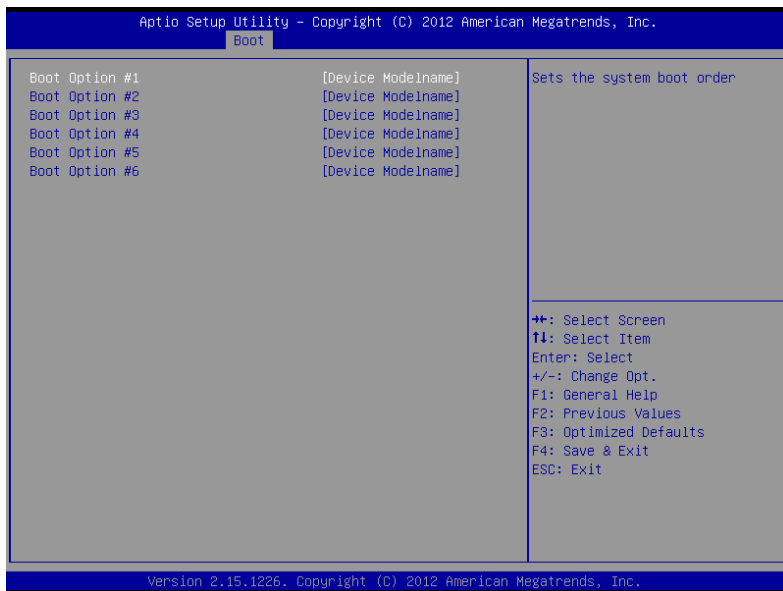 Aptio Setup Utility – Copyright (C) 2012 American Megatrends, Inc.
Boot
Boot Option #1 [Device Modelname]
Boot Option #2 [Device Modelname]
Boot Option #3 [Device Modelname]
Boot Option #4 [Device Modelname]
Boot Option #5 [Device Modelname]
Boot Option #6 [Device Modelname]
Sets the system boot order
→←: Select Screen
↑↓: Select Item
Enter: Select
+/-: Change Opt.
F1: General Help
F2: Previous Values
F3: Optimized Defaults
F4: Save & Exit
ESC: Exit
Version 2.15.1226. Copyright (C) 2012 American Megatrends, Inc.